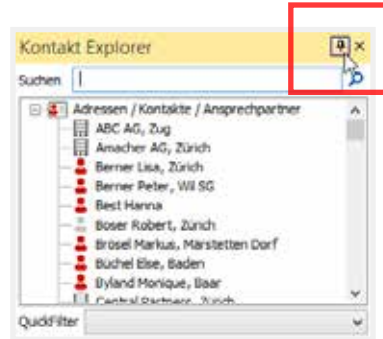 Kontakt Explorer
Suchen
Adressen / Kontakte / Ansprechpartner
ABC AG, Zug
Amacher AG, Zürich
Berner Lisa, Zürich
Berner Peter, Wil SG
Best Hanna
Boser Robert, Zürich
Brösel Markus, Märstetten Dorf
Büchel Else, Baden
Byland Monique, Baar
Central Partners, Zürich
QuickFilter